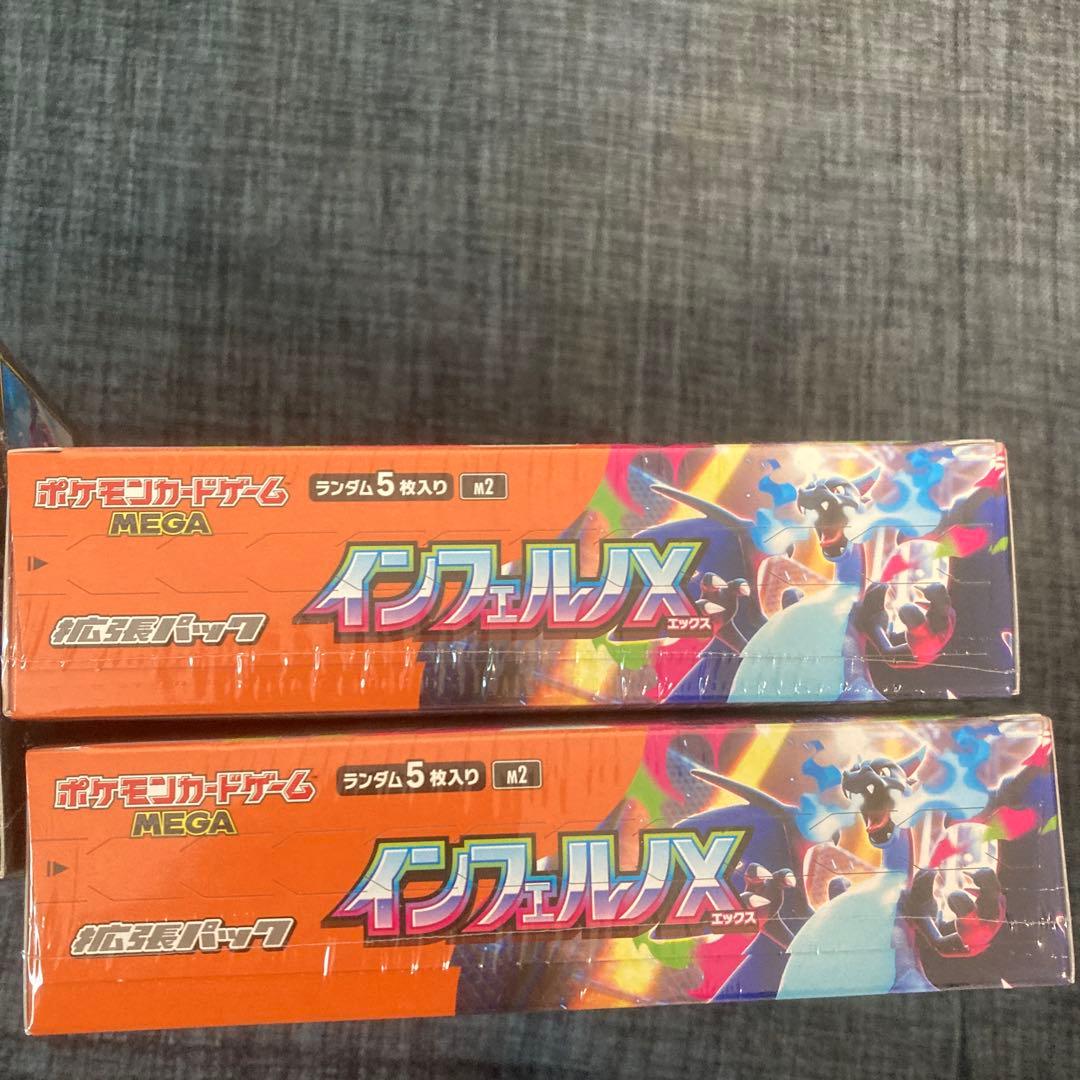 ポケモンカードゲーム
MEGA
ランダム5枚入り
M2
インフェルノX
エックス
拡張パック
ポケモンカードゲーム
MEGA
ランダム5枚入り
M2
インフェルノX
エックス
拡張パック